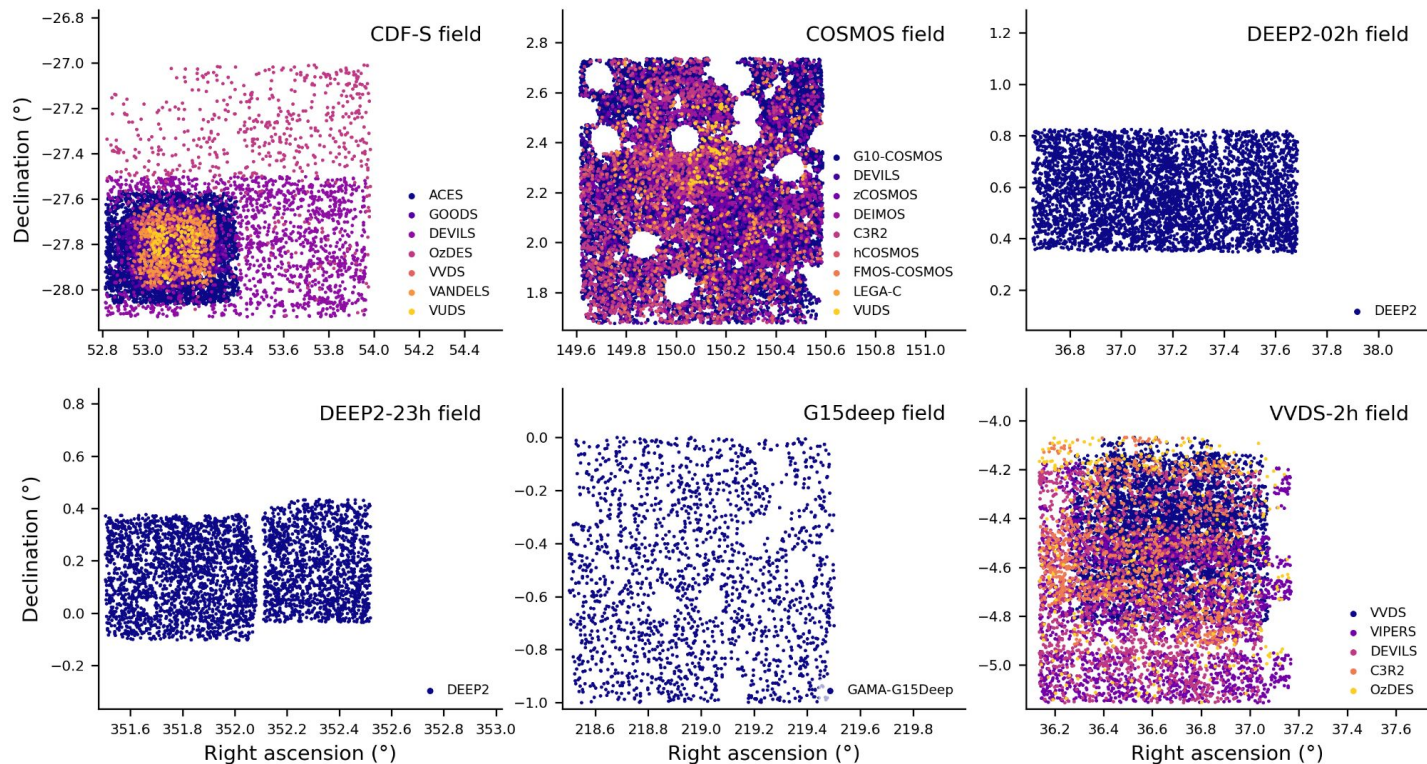 CDF-S field
Declination (°)
−26.8
−27.0
−27.2
−27.4
−27.6
−27.8
−28.0
ACES
GOODS
DEVILS
OzDES
VVDS
VANDELS
VUDS
52.8 53.0 53.2 53.4 53.6 53.8 54.0 54.2 54.4
COSMOS field
2.8
2.6
2.4
2.2
2.0
1.8
G10-COSMOS
DEVILS
zCOSMOS
DEIMOS
C3R2
hCOSMOS
FMOS-COSMOS
LEGA-C
VUDS
149.6 149.8 150.0 150.2 150.4 150.6 150.8 151.0
DEEP2-02h field
1.2
1.0
0.8
0.6
0.4
0.2
DEEP2
36.8 37.0 37.2 37.4 37.6 37.8 38.0
DEEP2-23h field
Declination (°)
0.8
0.6
0.4
0.2
0.0
−0.2
DEEP2
351.6 351.8 352.0 352.2 352.4 352.6 352.8 353.0
Right ascension (°)
G15deep field
0.0
−0.2
−0.4
−0.6
−0.8
−1.0
GAMA-G15Deep
218.6 218.8 219.0 219.2 219.4 219.6 219.8
Right ascension (°)
VVDS-2h field
−4.0
−4.2
−4.4
−4.6
−4.8
−5.0
VVDS
VIPERS
DEVILS
C3R2
OzDES
36.2 36.4 36.6 36.8 37.0 37.2 37.4 37.6
Right ascension (°)